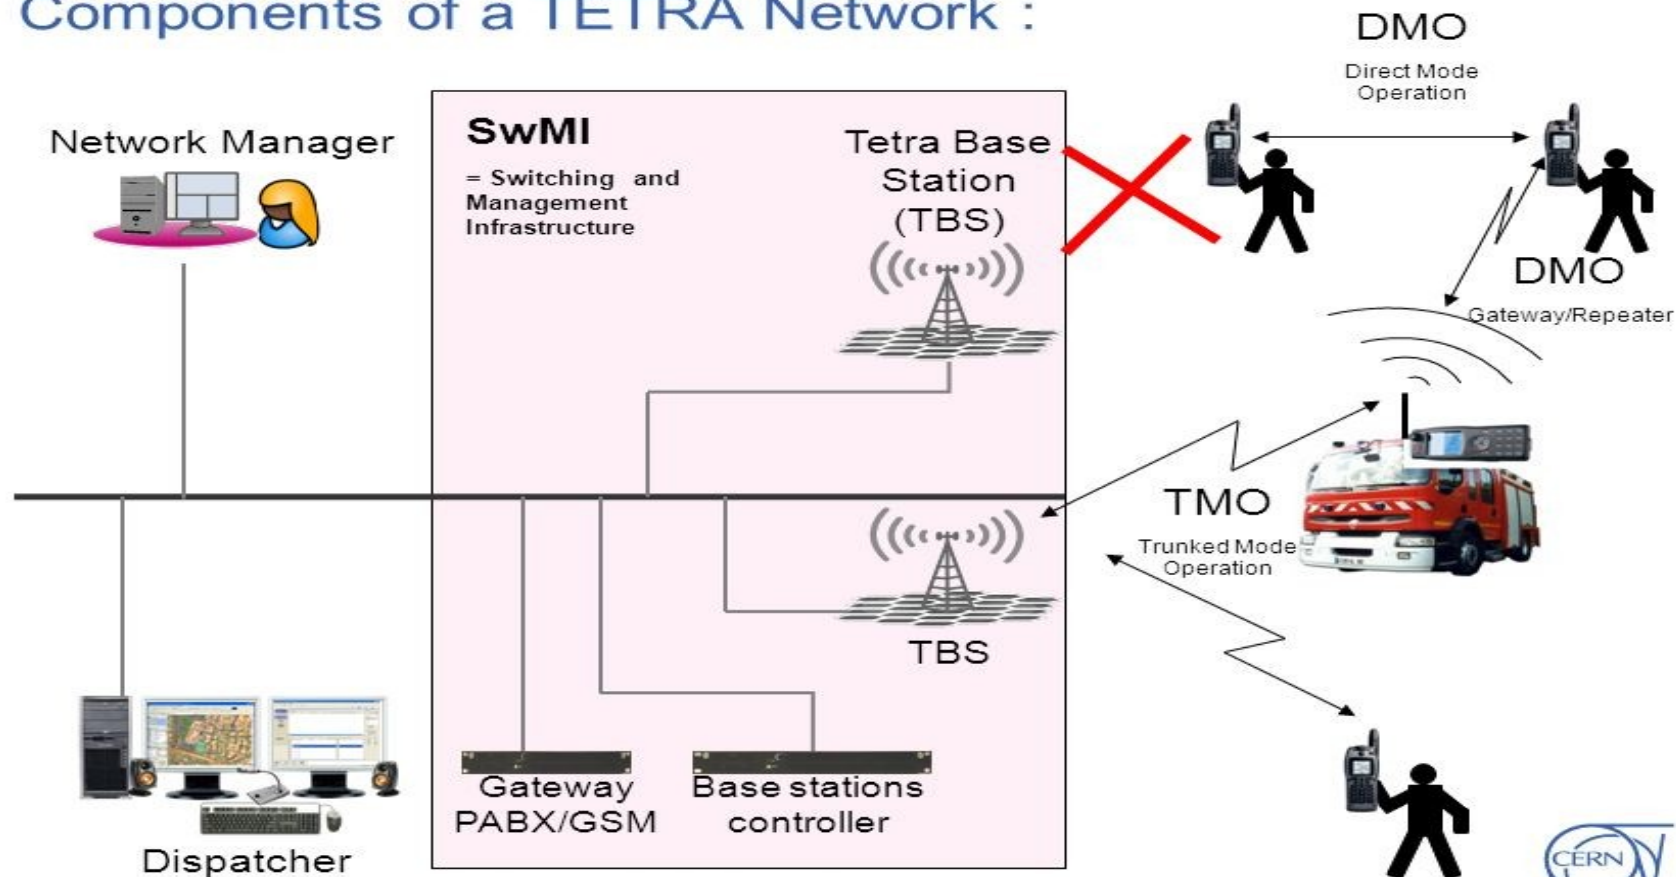 Components of a TETRA Network :
DMO
Direct Mode
Operation
Network Manager
SwMI
= Switching and
Management
Infrastructure
Tetra Base
Station
(TBS)
DMO
Gateway/Repeater
TMO
Trunked Mode
Operation
TBS
Gateway
PABX/GSM
Base stations
controller
Dispatcher
CERN